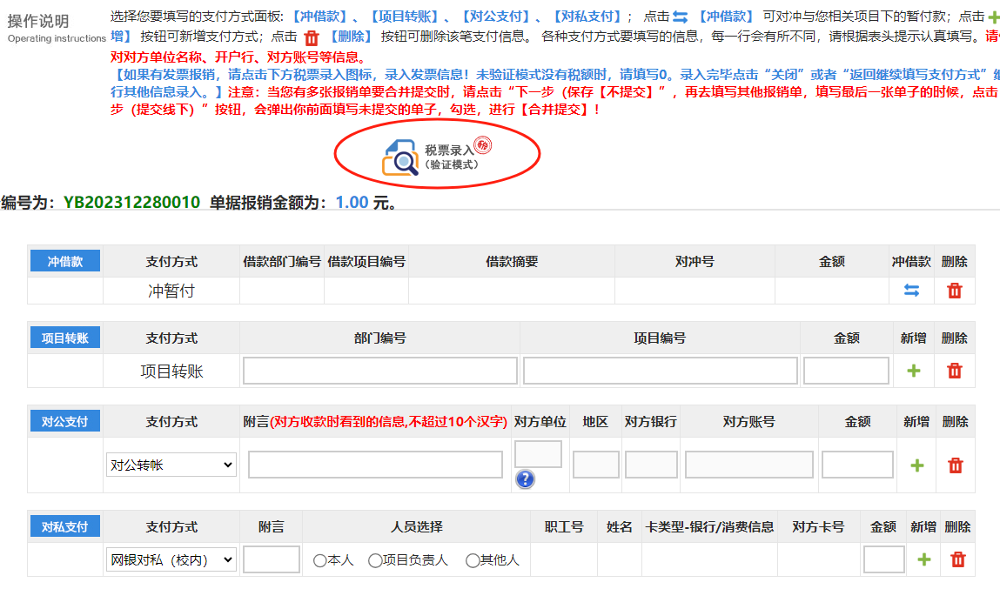 操作说明
Operating instructions
选择您要填写的支付方式面板:【冲借款】、【项目转账】、【对公支付】、【对私支付】； 点击 【冲借款】 可对冲与您相关项目下的暂付款；点击
增】 按钮可新增支付方式；点击 【删除】 按钮可删除该笔支付信息。 各种支付方式要填写的信息，每一行会有所不同，请根据表头提示认真填写。请
对对方单位名称、开户行、对方账号等信息。
【如果有发票报销，请点击下方税票录入图标，录入发票信息！未验证模式没有税额时，请填写0。录入完毕点击“关闭”或者“返回继续填写支付方式”继
行其他信息录入。】注意：当您有多张报销单要合并提交时，请点击“下一步（保存【不提交】”，再去填写其他报销单，填写最后一张单子的时候，点击
步（提交线下）”按钮，会弹出你前面填写未提交的单子，勾选，进行【合并提交】！
税票录入 税
（验证模式）
编号为：YB202312280010 单据报销金额为：1.00 元。
冲借款 支付方式 借款部门编号 借款项目编号 借款摘要 对冲号 金额 冲借款 删除
冲暂付
项目转账 支付方式 部门编号 项目编号 金额 新增 删除
项目转账
对公支付 支付方式 附言(对方收款时看到的信息,不超过10个汉字) 对方单位 地区 对方银行 对方账号 金额 新增 删除
对公转帐
对私支付 支付方式 附言 人员选择 职工号 姓名 卡类型-银行/消费信息 对方卡号 金额 新增 删除
网银对私（校内） 本人 项目负责人 其他人